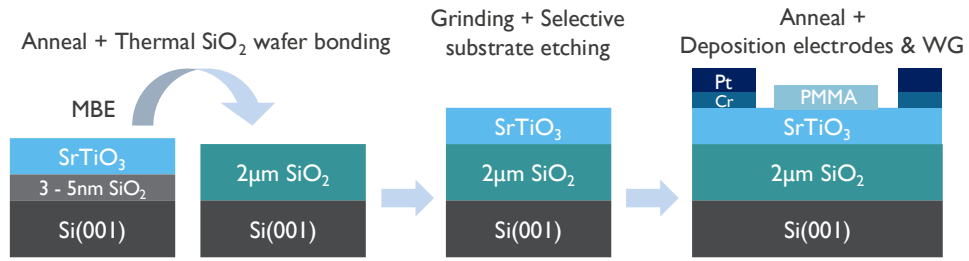 Anneal + Thermal SiO₂ wafer bonding
MBE
SrTiO₃
3 - 5nm SiO₂
Si(001)
2μm SiO₂
Si(001)
Grinding + Selective
substrate etching
SrTiO₃
2μm SiO₂
Si(001)
Anneal +
Deposition electrodes & WG
Pt
Cr
PMMA
SrTiO₃
2μm SiO₂
Si(001)